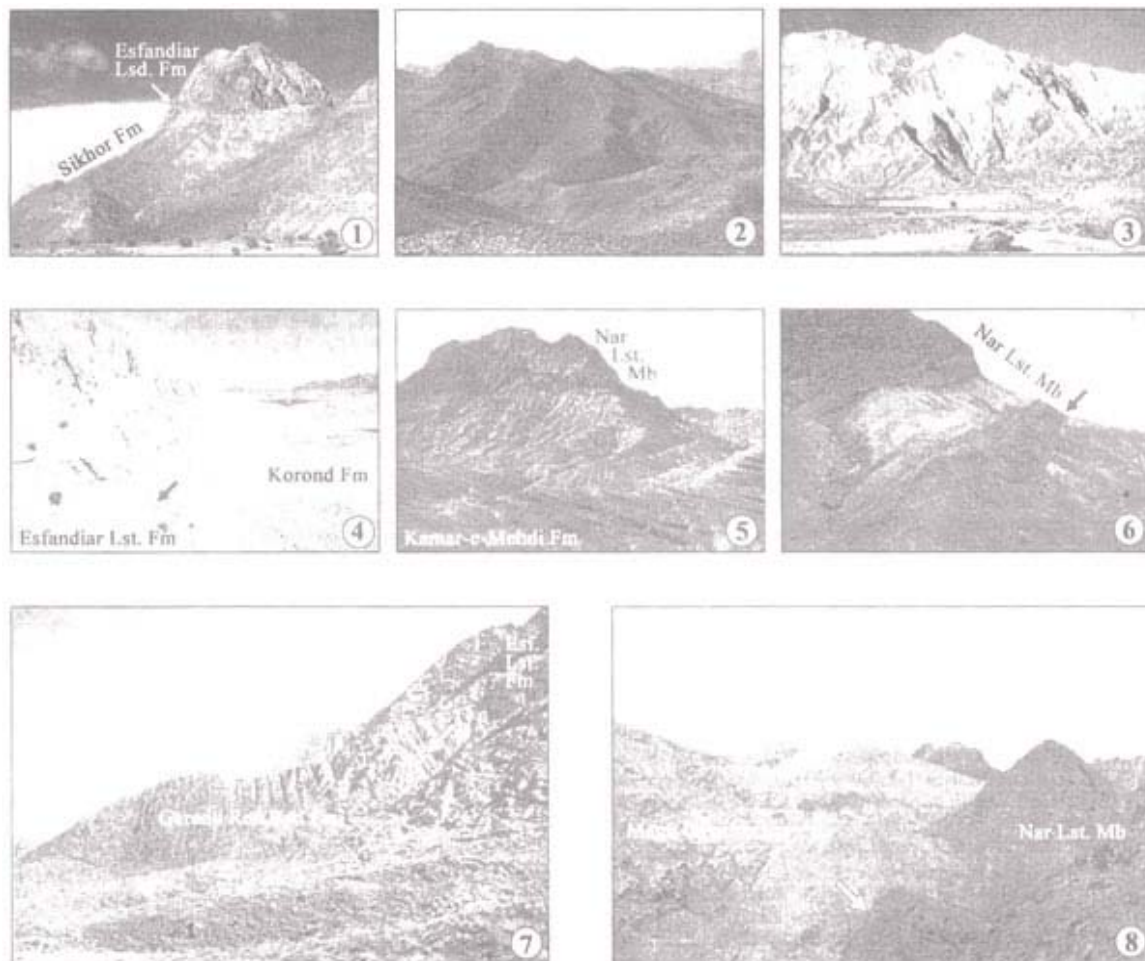 Esfandiar
Lsd. Fm
Sikhor Fm
1
2
3
Korond Fm
Esfandiar Lst. Fm
4
Nar
Lst.
Mb
Kamar-e-Mehdi Fm
5
Nar Lst. Mb
6
Esf.
Lst.
Fm
7
Nar Lst. Mb
8